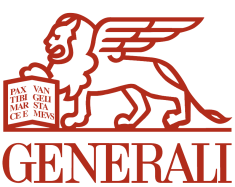 PAX
TIBI
MAR
CE E
VAN
GELI
STA
MEVS
GENERALI